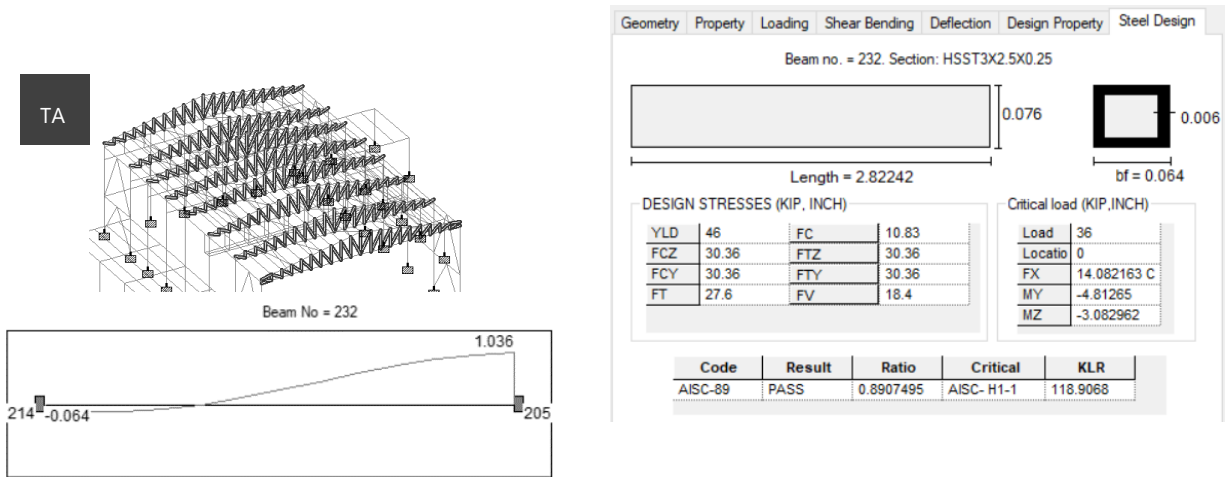 TA
Beam No = 232
1.036
214 -0.064
205
Geometry Property Loading Shear Bending Deflection Design Property Steel Design
Beam no. = 232. Section: HSST3X2.5X0.25
0.076
0.006
Length = 2.82242
bf = 0.064
DESIGN STRESSES (KIP, INCH)
YLD 46 FC 10.83
FCZ 30.36 FTZ 30.36
FCY 30.36 FTY 30.36
FT 27.6 FV 18.4
Critical load (KIP,INCH)
Load 36
Locatio 0
FX 14.082163 C
MY -4.81265
MZ -3.082962
Code Result Ratio Critical KLR
AISC-89 PASS 0.8907495 AISC- H1-1 118.9068